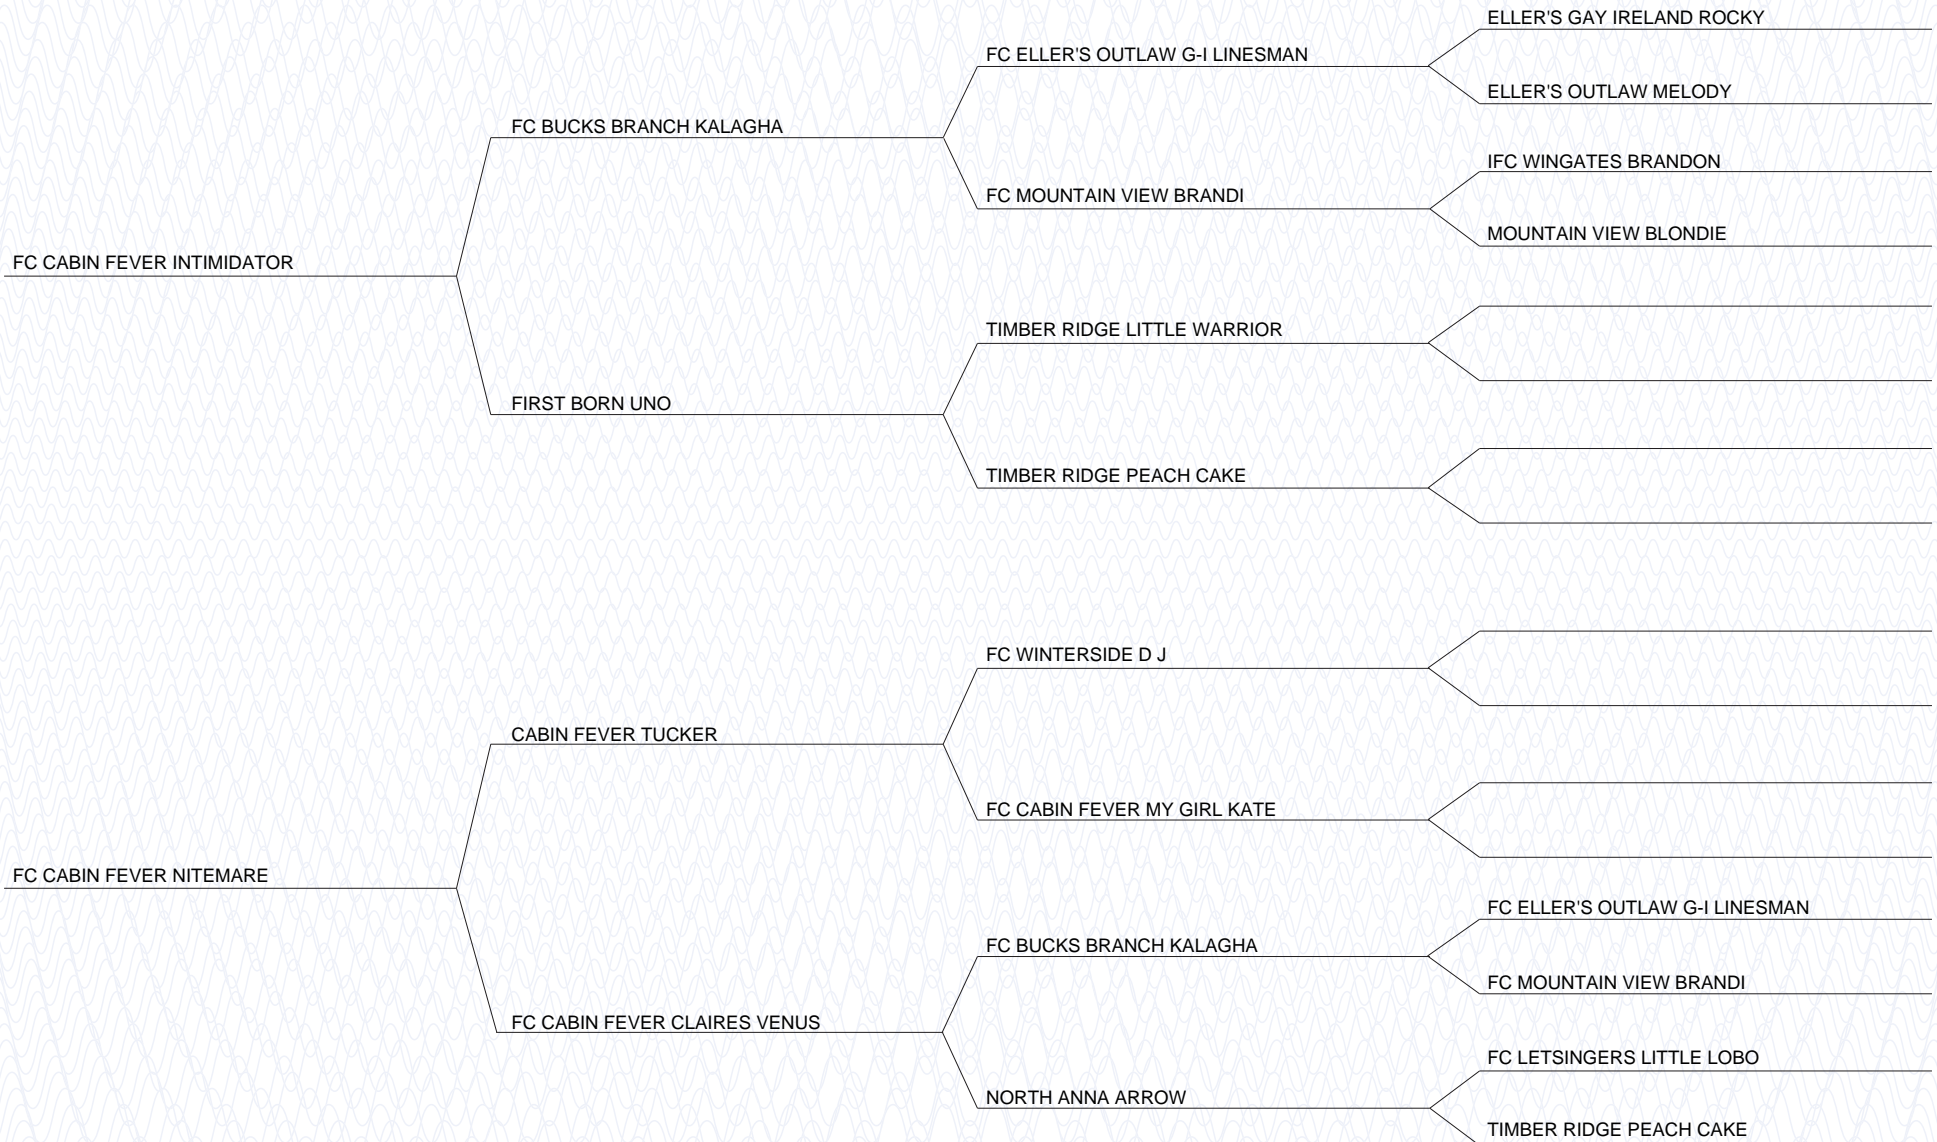 ELLER'S GAY IRELAND ROCKY
FC ELLER'S OUTLAW G-I LINESMAN
ELLER'S OUTLAW MELODY
FC BUCKS BRANCH KALAGHA
IFC WINGATES BRANDON
FC MOUNTAIN VIEW BRANDI
MOUNTAIN VIEW BLONDIE
FC CABIN FEVER INTIMIDATOR
TIMBER RIDGE LITTLE WARRIOR
FIRST BORN UNO
TIMBER RIDGE PEACH CAKE
FC WINTERSIDE D J
CABIN FEVER TUCKER
FC CABIN FEVER MY GIRL KATE
FC CABIN FEVER NITEMARE
FC ELLER'S OUTLAW G-I LINESMAN
FC BUCKS BRANCH KALAGHA
FC MOUNTAIN VIEW BRANDI
FC CABIN FEVER CLAIRES VENUS
FC LETSINGERS LITTLE LOBO
NORTH ANNA ARROW
TIMBER RIDGE PEACH CAKE